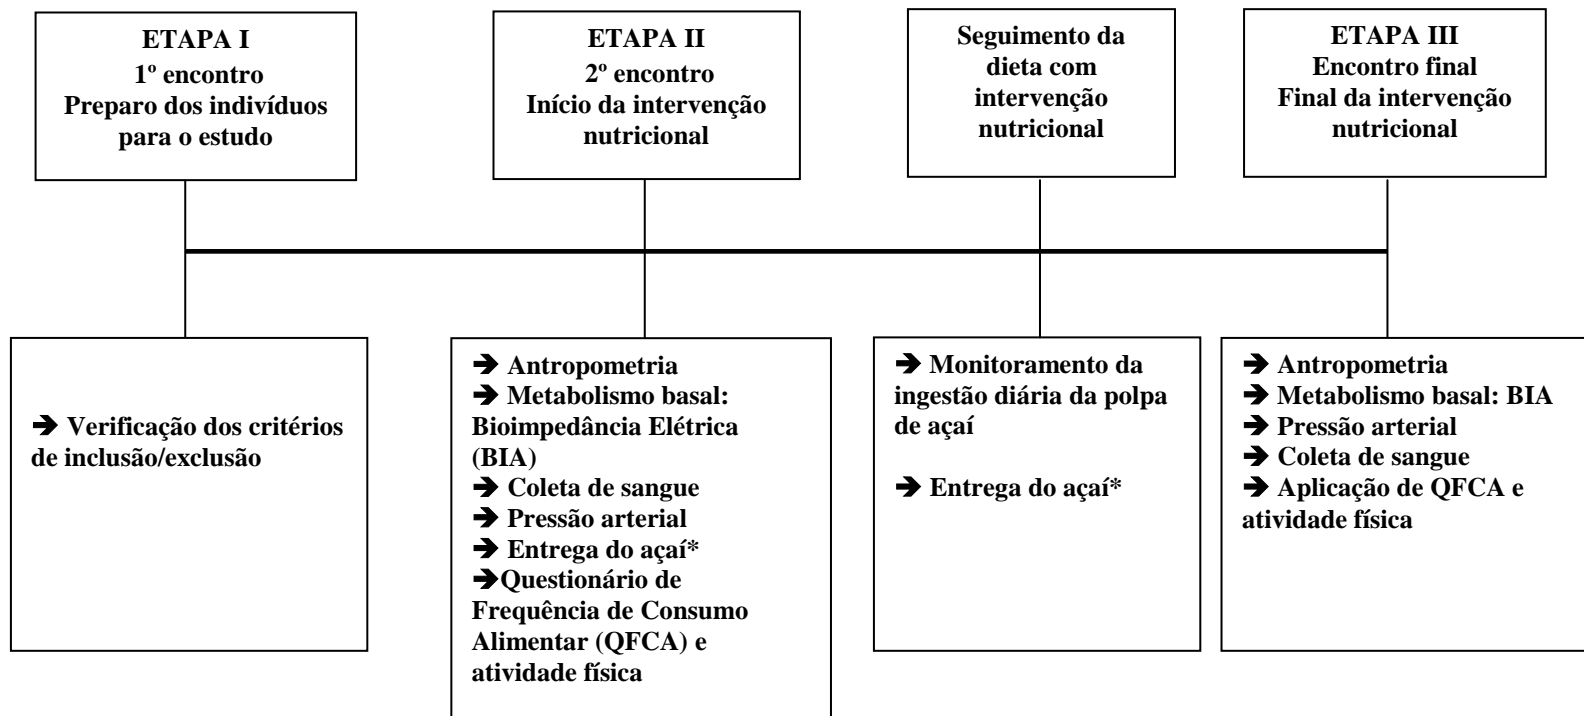 ETAPA I
1º encontro
Preparo dos indivíduos
para o estudo
ETAPA II
2º encontro
Início da intervenção
nutricional
Seguimento da
dieta com
intervenção
nutricional
ETAPA III
Encontro final
Final da intervenção
nutricional
➔ Verificação dos critérios
de inclusão/exclusão
➔ Antropometria
➔ Metabolismo basal:
Bioimpedância Elétrica
(BIA)
➔ Coleta de sangue
➔ Pressão arterial
➔ Entrega do açaí*
➔Questionário de
Frequência de Consumo
Alimentar (QFCA) e
atividade física
➔ Monitoramento da
ingestão diária da polpa
de açaí
➔ Entrega do açaí*
➔ Antropometria
➔ Metabolismo basal: BIA
➔ Pressão arterial
➔ Coleta de sangue
➔ Aplicação de QFCA e
atividade física